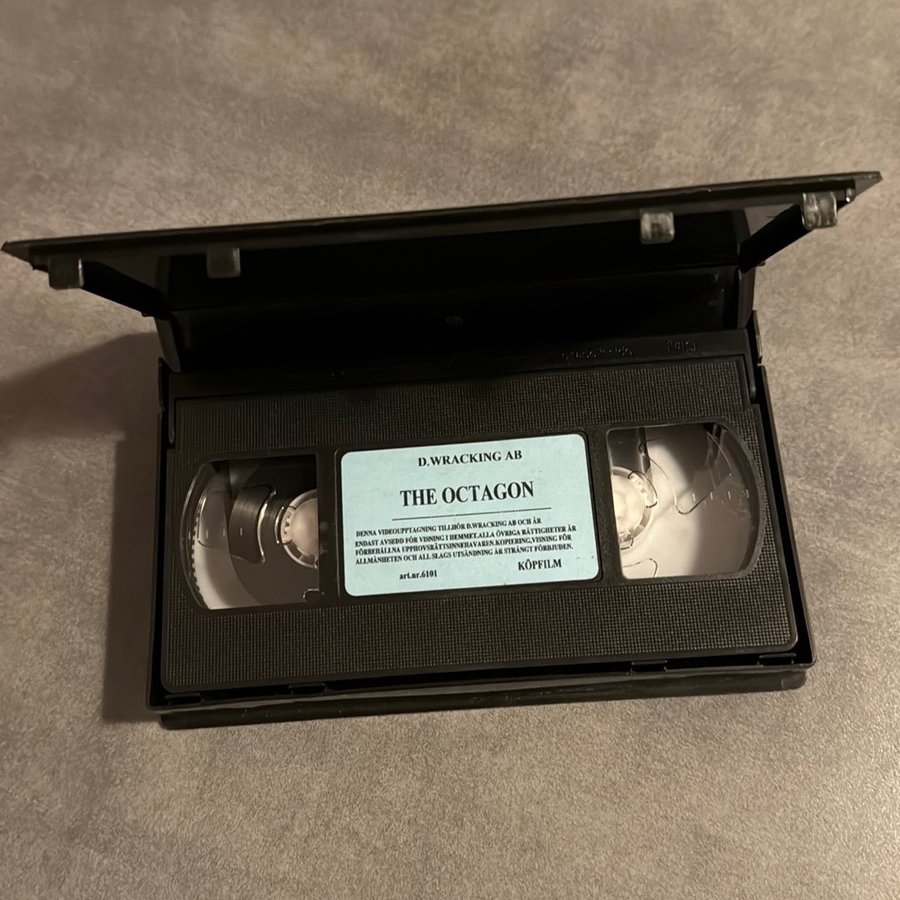 VHS
D.WRACKING AB
THE OCTAGON
DENNA VIDEOUPPTAGNING TILLHÖR D.WRACKING AB OCH ÄR
ENDAST AVSEDD FÖR VISNING I HEMMET.ALLA ÖVRIGA RÄTTIGHETER ÄR
FÖRBEHÅLLNA UPPHOVSRÄTTSINNEHAVAREN.KOPIERING,VISNING FÖR
ALLMÄNHETEN OCH ALL SLAGS UTSÄNDNING ÄR STRÄNGT FÖRBJUDEN.
art.nr.6101 KÖPFILM